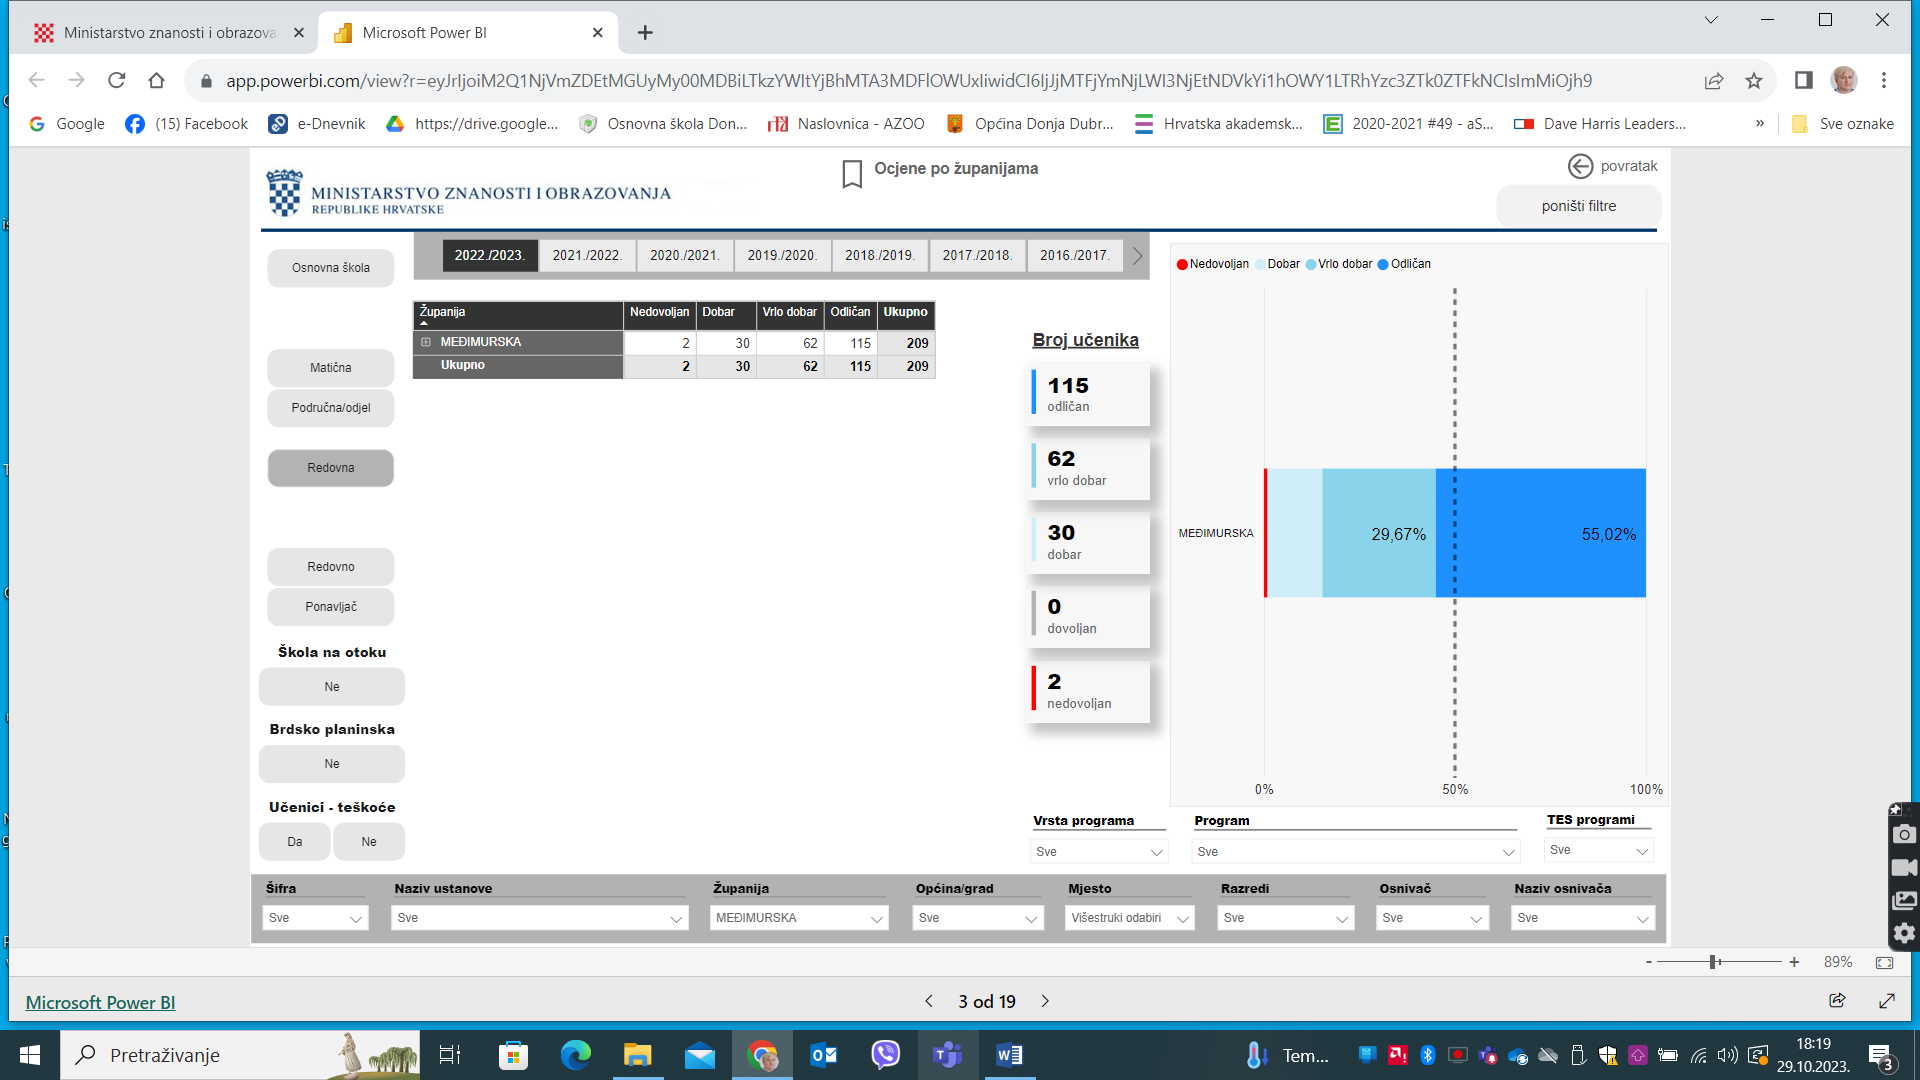 Ministarstvo znanosti i obrazova
Microsoft Power BI
app.powerbi.com/view?r=eyJrIjoiM2Q1NjVmZDEtMGUyMy00MDBiLTkzYWItYjBhMTA3MDFlOWUxIiwidCI6IjJjMTFjYmNjLWI3NjEtNDVkYi1hOWY1LTRhYzc3ZTk0ZTFkNCIsImMiOjh9
Google
(15) Facebook
e-Dnevnik
https://drive.google...
Osnovna škola Don...
Naslovnica - AZOO
Općina Donja Dubr...
Hrvatska akademsk...
2020-2021 #49 - aS...
Dave Harris Leaders...
»
Sve oznake
MINISTARSTVO ZNANOSTI I OBRAZOVANJA
REPUBLIKE HRVATSKE
Ocjene po županijama
povratak
poništi filtre
Osnovna škola
Matična
Područna/odjel
Redovna
Redovno
Ponavljač
Škola na otoku
Ne
Brdsko planinska
Ne
Učenici - teškoće
Da Ne
2022./2023. 2021./2022. 2020./2021. 2019./2020. 2018./2019. 2017./2018. 2016./2017.
Županija Nedovoljan Dobar Vrlo dobar Odličan Ukupno
MEĐIMURSKA 2 30 62 115 209
Ukupno 2 30 62 115 209
Broj učenika
115
odličan
62
vrlo dobar
30
dobar
0
dovoljan
2
nedovoljan
Nedovoljan Dobar Vrlo dobar Odličan
MEĐIMURSKA 29,67% 55,02%
0% 50% 100%
Vrsta programa Program TES programi
Sve Sve Sve
Šifra Naziv ustanove Županija Općina/grad Mjesto Razredi Osnivač Naziv osnivača
Sve Sve MEĐIMURSKA Sve Višestruki odabiri Sve Sve Sve
- + 89%
Microsoft Power BI
3 od 19
Pretraživanje
Tem...
18:19
29.10.2023.
3